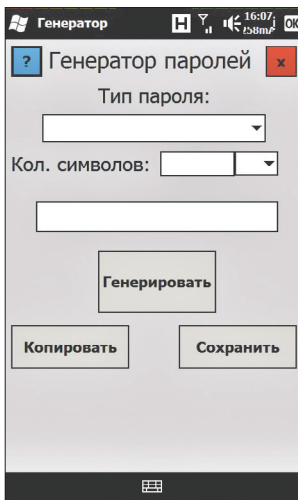 Генератор H 16:07 OK
? Генератор паролей x
Тип пароля:
Кол. символов:
Генерировать
Копировать Сохранить